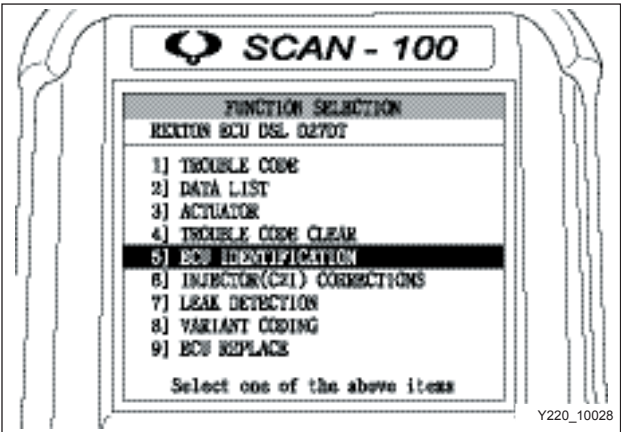 SCAN - 100
FUNCTION SELECTION
REXTON ECU DSL D27DT
1] TROUBLE CODE
2] DATA LIST
3] ACTUATOR
4] TROUBLE CODE CLEAR
5] ECU IDENTIFICATION
6] INJECTOR(C2I) CORRECTIONS
7] LEAK DETECTION
8] VARIANT CODING
9] ECU REPLACE
Select one of the above items
Y220_10028